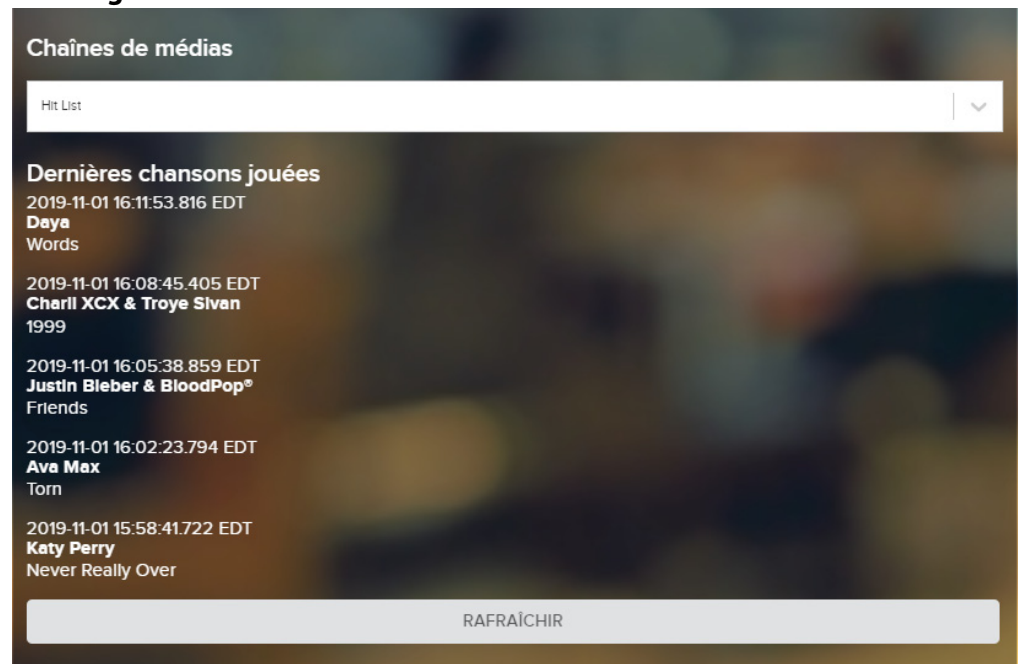 Chaînes de médias
Hit List
Dernières chansons jouées
2019-11-01 16:11:53.816 EDT
Daya
Words
2019-11-01 16:08:45.405 EDT
Charli XCX & Troye Sivan
1999
2019-11-01 16:05:38.859 EDT
Justin Bieber & BloodPop®
Friends
2019-11-01 16:02:23.794 EDT
Ava Max
Torn
2019-11-01 15:58:41.722 EDT
Katy Perry
Never Really Over
RAFRAÎCHIR